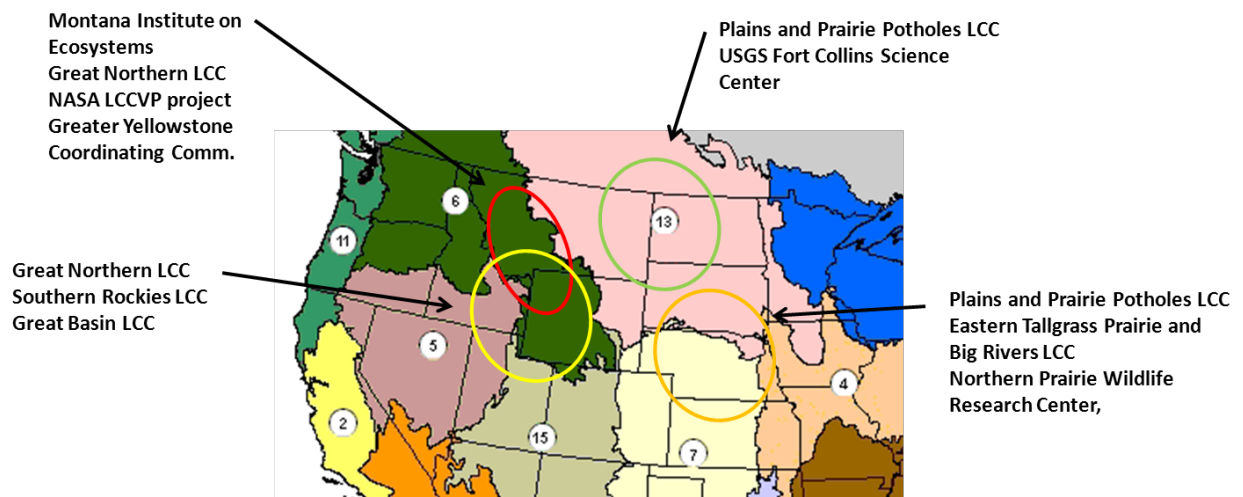 Montana Institute on
Ecosystems
Great Northern LCC
NASA LCCVP project
Greater Yellowstone
Coordinating Comm.
Plains and Prairie Potholes LCC
USGS Fort Collins Science
Center
Great Northern LCC
Southern Rockies LCC
Great Basin LCC
Plains and Prairie Potholes LCC
Eastern Tallgrass Prairie and
Big Rivers LCC
Northern Prairie Wildlife
Research Center,
6
13
11
5
4
2
15
7